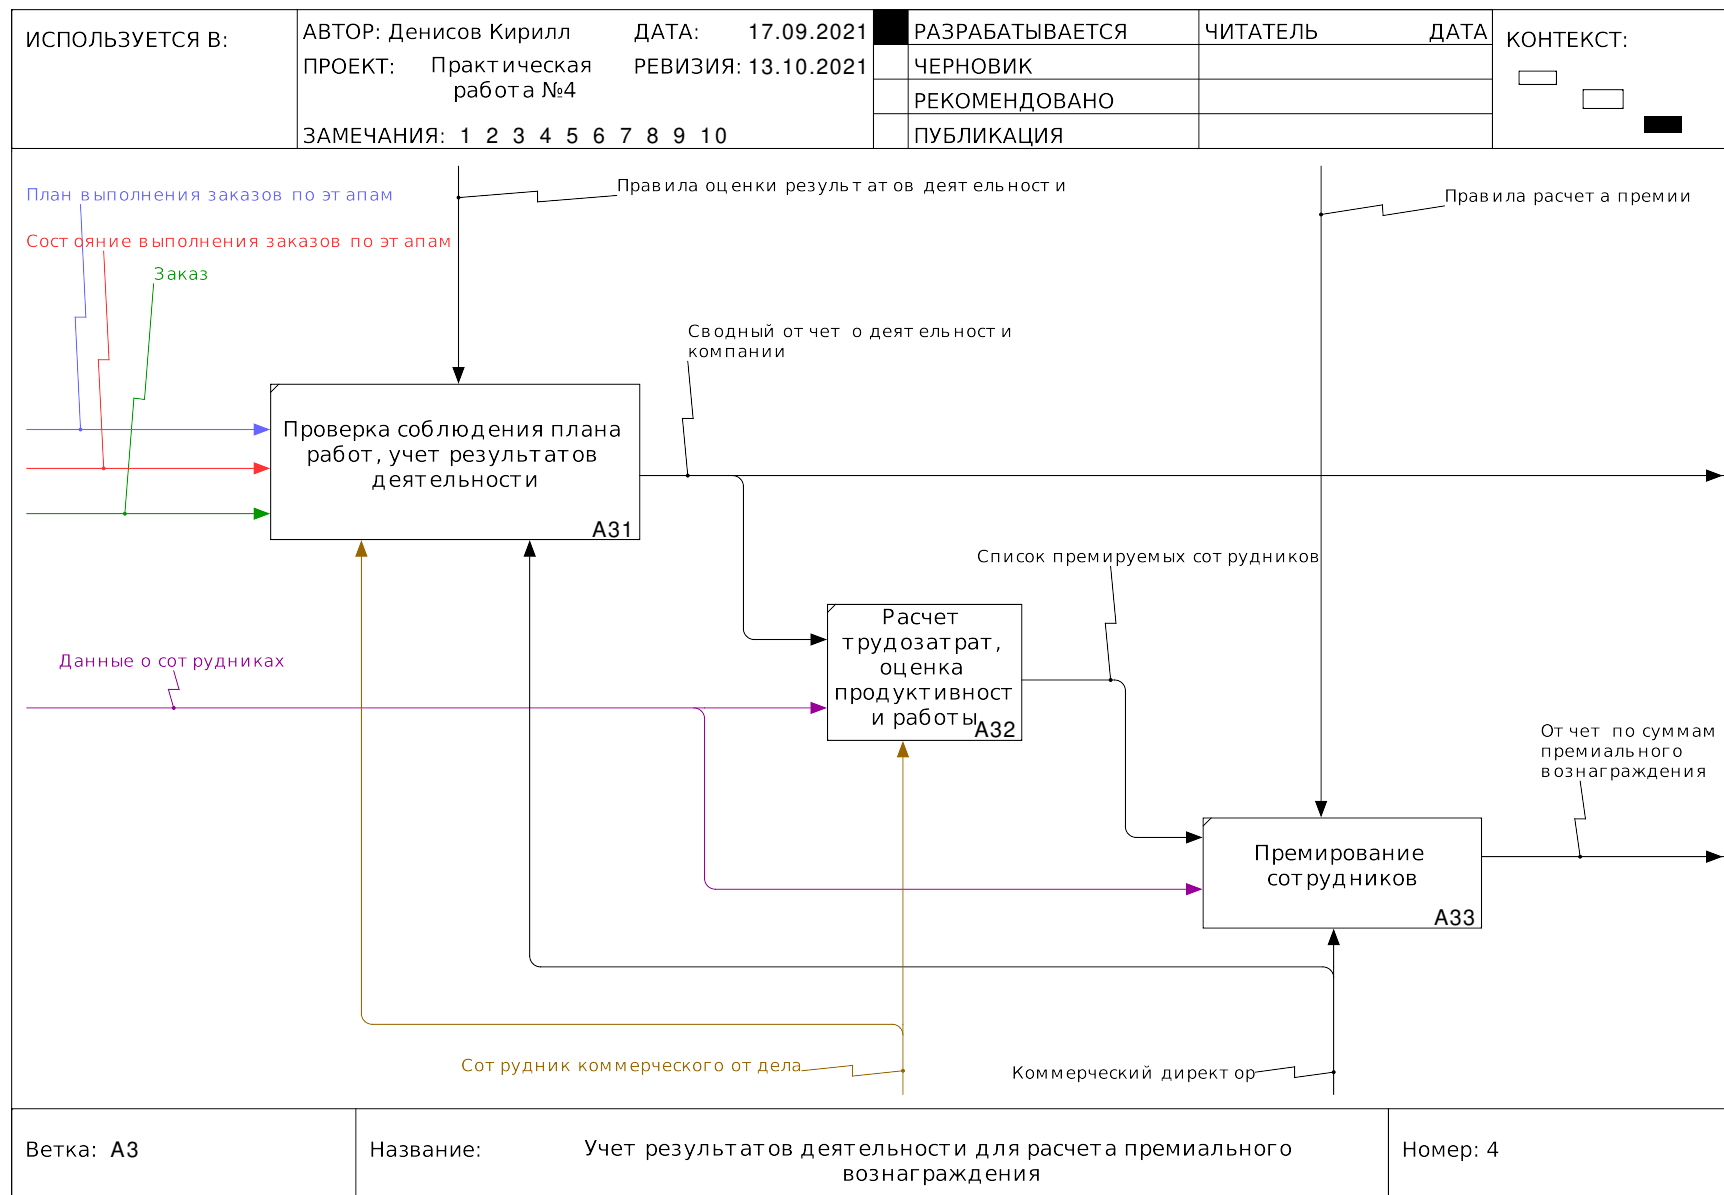 ИСПОЛЬЗУЕТСЯ В:
АВТОР: Денисов Кирилл
ДАТА: 17.09.2021
ПРОЕКТ: Практическая
работа №4
РЕВИЗИЯ: 13.10.2021
ЗАМЕЧАНИЯ: 1 2 3 4 5 6 7 8 9 10
РАЗРАБАТЫВАЕТСЯ
ЧЕРНОВИК
РЕКОМЕНДОВАНО
ПУБЛИКАЦИЯ
ЧИТАТЕЛЬ ДАТА
КОНТЕКСТ:
План выполнения заказов по этапам
Состояние выполнения заказов по этапам
Заказ
Правила оценки результатов деятельности
Правила расчета премии
Сводный отчет о деятельности
компании
Проверка соблюдения плана
работ, учет результатов
деятельности
A31
Список премируемых сотрудников
Расчет
трудозатрат,
оценка
продуктивност
и работы
A32
Данные о сотрудниках
Отчет по суммам
премиального
вознаграждения
Премирование
сотрудников
A33
Сотрудник коммерческого отдела
Коммерческий директор
Ветка: A3
Название: Учет результатов деятельности для расчета премиального
вознаграждения
Номер: 4